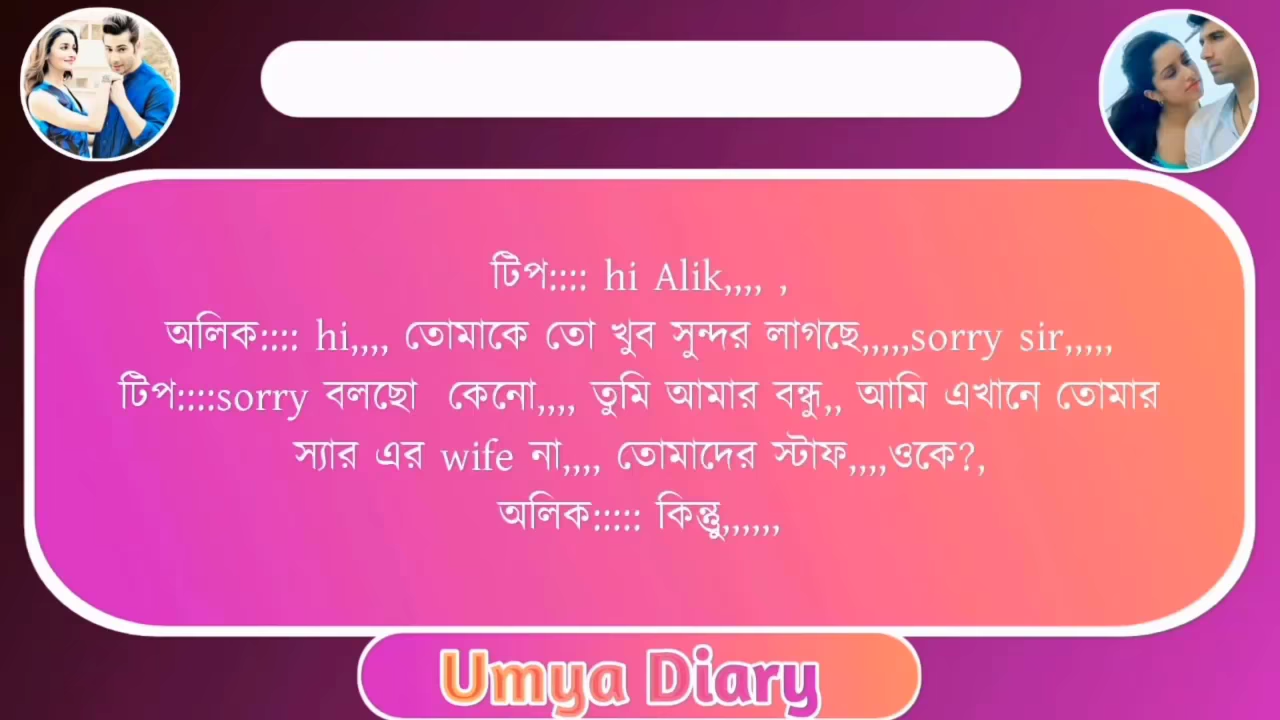 টিপ:::: hi Alik,,,, ,
অলিক:::: hi,,,, তোমাকে তো খুব সুন্দর লাগছে,,,,,sorry sir,,,,,
টিপ::::sorry বলছো কেনো,,,, তুমি আমার বন্ধু,, আমি এখানে তোমার
স্যার এর wife না,,,, তোমাদের স্টাফ,,,,ওকে?,
অলিক::::: কিন্তু,,,,,,
Umya Diary